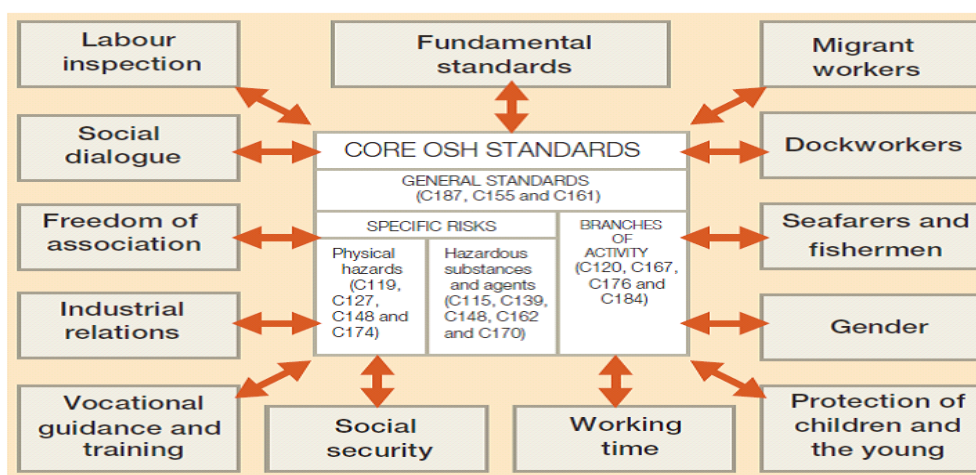 Labour
inspection
Fundamental
standards
Migrant
workers
Social
dialogue
CORE OSH STANDARDS
Dockworkers
GENERAL STANDARDS
(C187, C155 and C161)
Freedom of
association
SPECIFIC RISKS
Physical
hazards
(C119,
C127,
C148 and
C174)
Hazardous
substances
and agents
(C115, C139,
C148, C162
and C170)
BRANCHES
OF
ACTIVITY
(C120, C167,
C176 and
C184)
Seafarers and
fishermen
Industrial
relations
Gender
Vocational
guidance and
training
Social
security
Working
time
Protection of
children and
the young